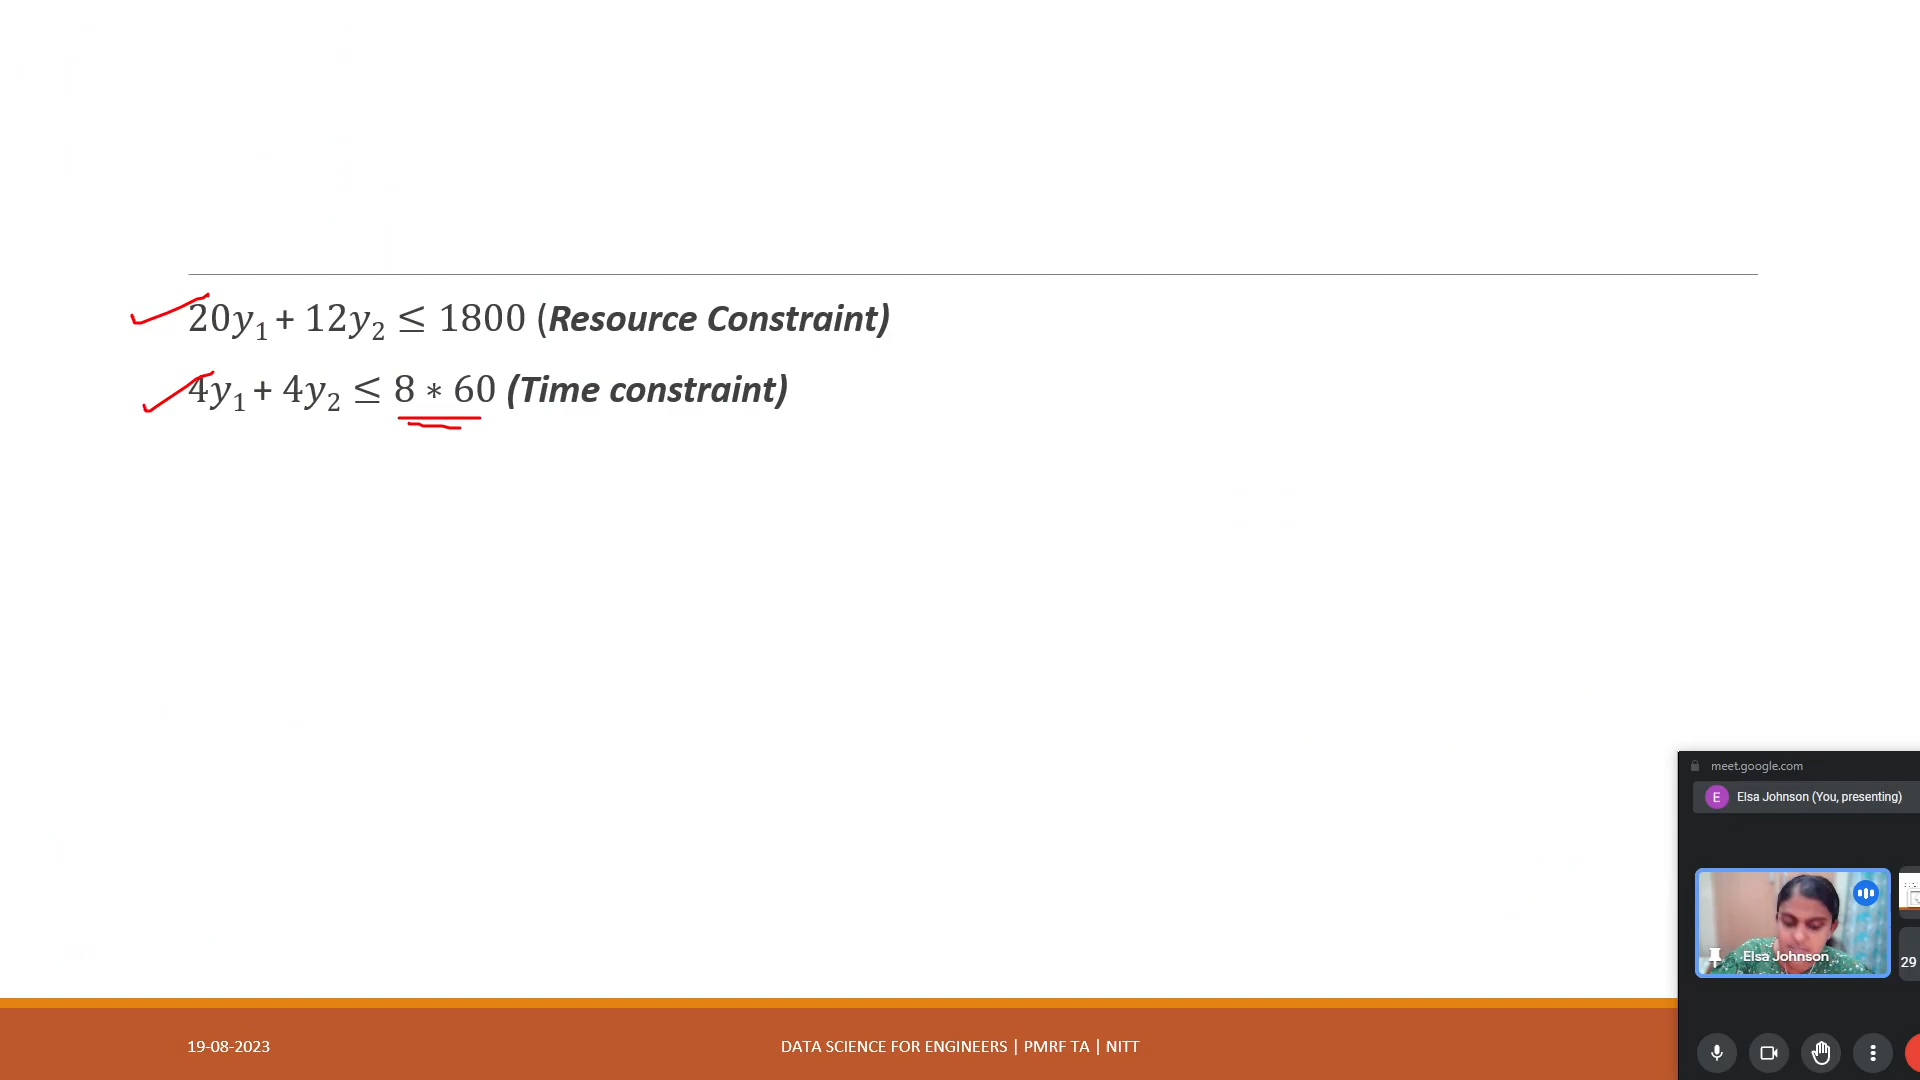 20y₁ + 12y₂ ≤ 1800 (Resource Constraint)
4y₁ + 4y₂ ≤ 8 ∗ 60 (Time constraint)
meet.google.com
E Elsa Johnson (You, presenting)
Elsa Johnson
29
19-08-2023
DATA SCIENCE FOR ENGINEERS | PMRF TA | NITT